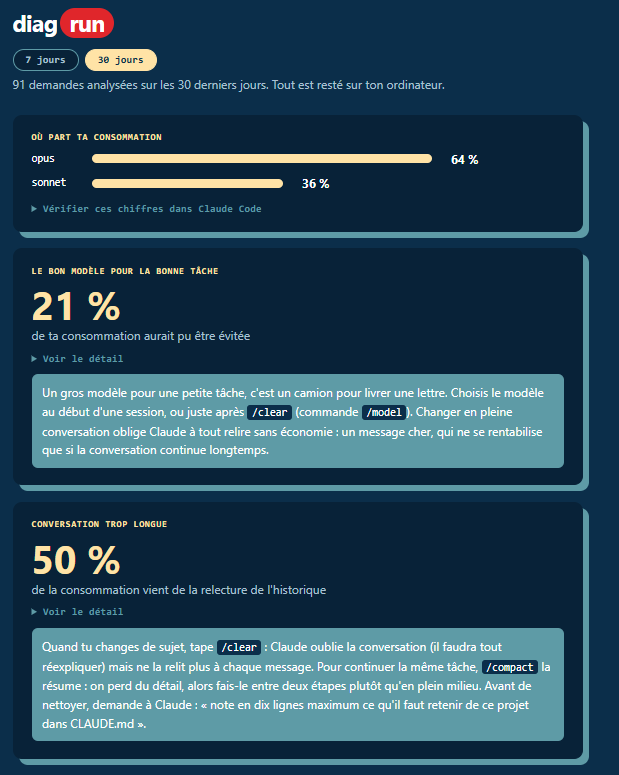 diag run
7 jours 30 jours
91 demandes analysées sur les 30 derniers jours. Tout est resté sur ton ordinateur.
OÙ PART TA CONSOMMATION
opus 64 %
sonnet 36 %
▶ Vérifier ces chiffres dans Claude Code
LE BON MODÈLE POUR LA BONNE TÂCHE
21 %
de ta consommation aurait pu être évitée
▶ Voir le détail
Un gros modèle pour une petite tâche, c'est un camion pour livrer une lettre. Choisis le modèle
au début d'une session, ou juste après /clear (commande /model). Changer en pleine
conversation oblige Claude à tout relire sans économie : un message cher, qui ne se rentabilise
que si la conversation continue longtemps.
CONVERSATION TROP LONGUE
50 %
de la consommation vient de la relecture de l'historique
▶ Voir le détail
Quand tu changes de sujet, tape /clear : Claude oublie la conversation (il faudra tout
réexpliquer) mais ne la relit plus à chaque message. Pour continuer la même tâche, /compact la
résume : on perd du détail, alors fais-le entre deux étapes plutôt qu'en plein milieu. Avant de
nettoyer, demande à Claude : « note en dix lignes maximum ce qu'il faut retenir de ce projet
dans CLAUDE.md ».